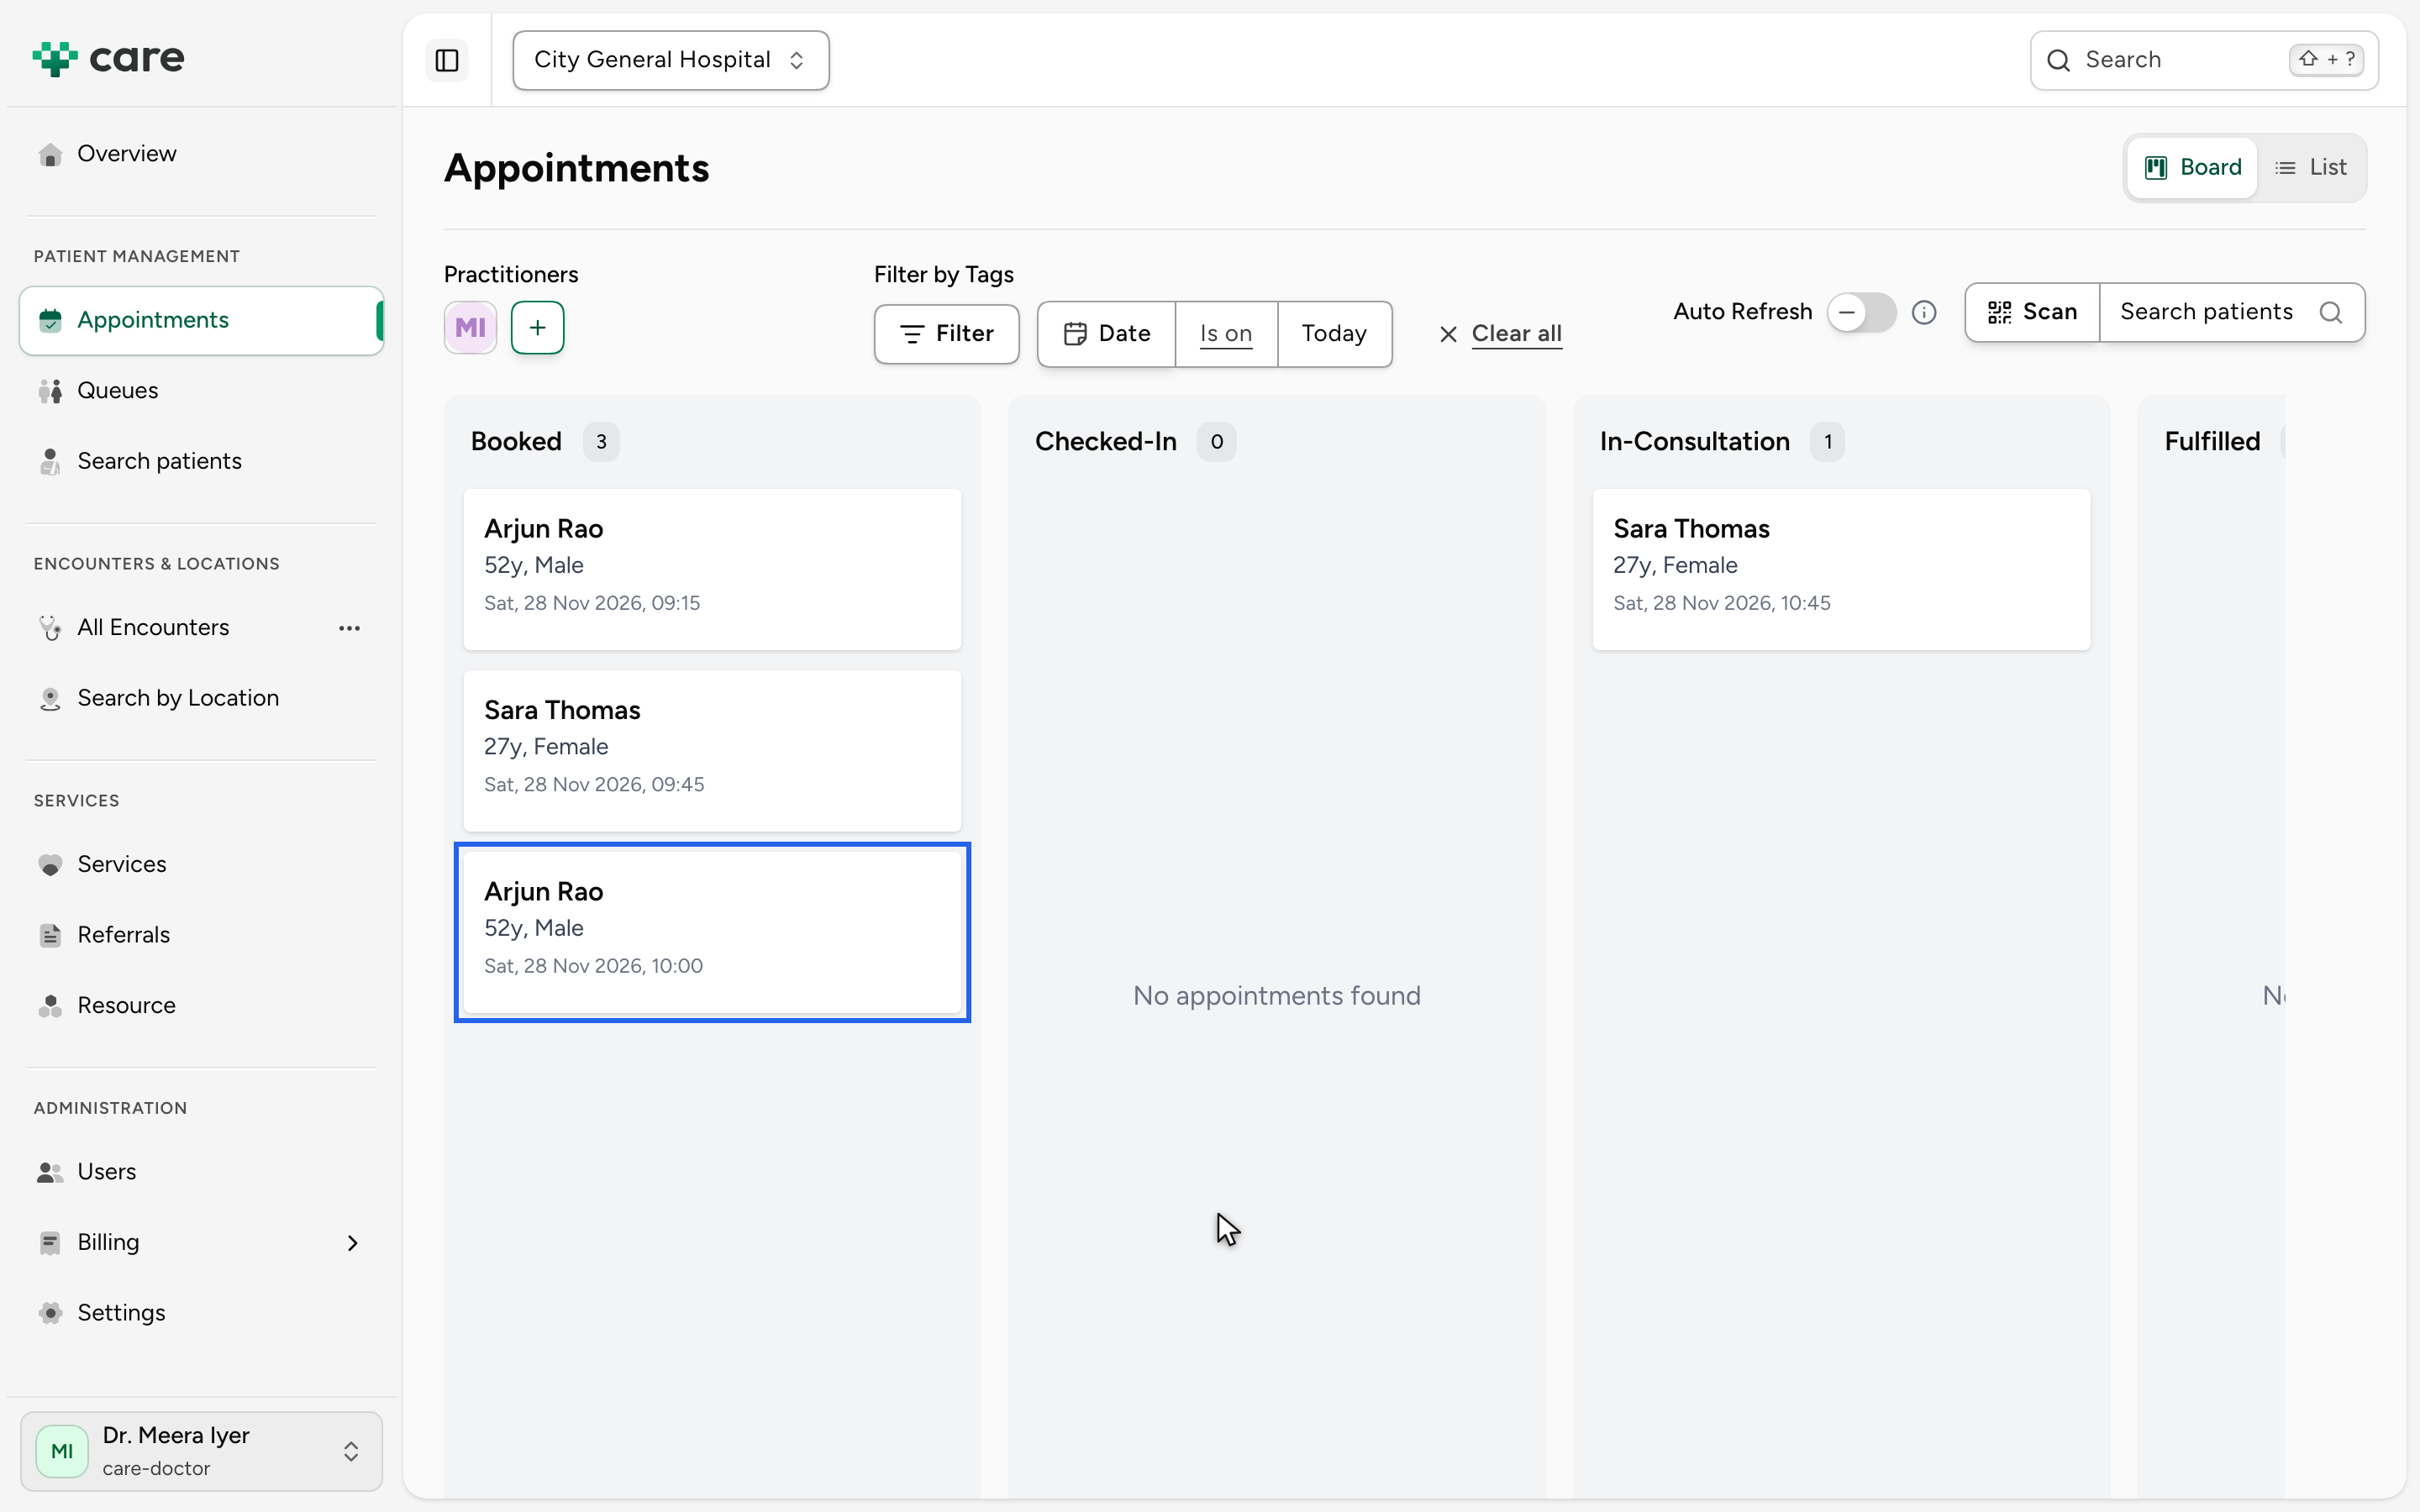 care
City General Hospital
Search
+ ?
Overview
PATIENT MANAGEMENT
Appointments
Queues
Search patients
ENCOUNTERS & LOCATIONS
All Encounters
Search by Location
SERVICES
Services
Referrals
Resource
ADMINISTRATION
Users
Billing
Settings
MI
Dr. Meera Iyer
care-doctor
Appointments
Board
List
Practitioners
MI
Filter by Tags
Filter
Date
Is on
Today
Clear all
Auto Refresh
Scan
Search patients
Booked 3
Arjun Rao
52y, Male
Sat, 28 Nov 2026, 09:15
Sara Thomas
27y, Female
Sat, 28 Nov 2026, 09:45
Arjun Rao
52y, Male
Sat, 28 Nov 2026, 10:00
Checked-In 0
No appointments found
In-Consultation 1
Sara Thomas
27y, Female
Sat, 28 Nov 2026, 10:45
Fulfilled